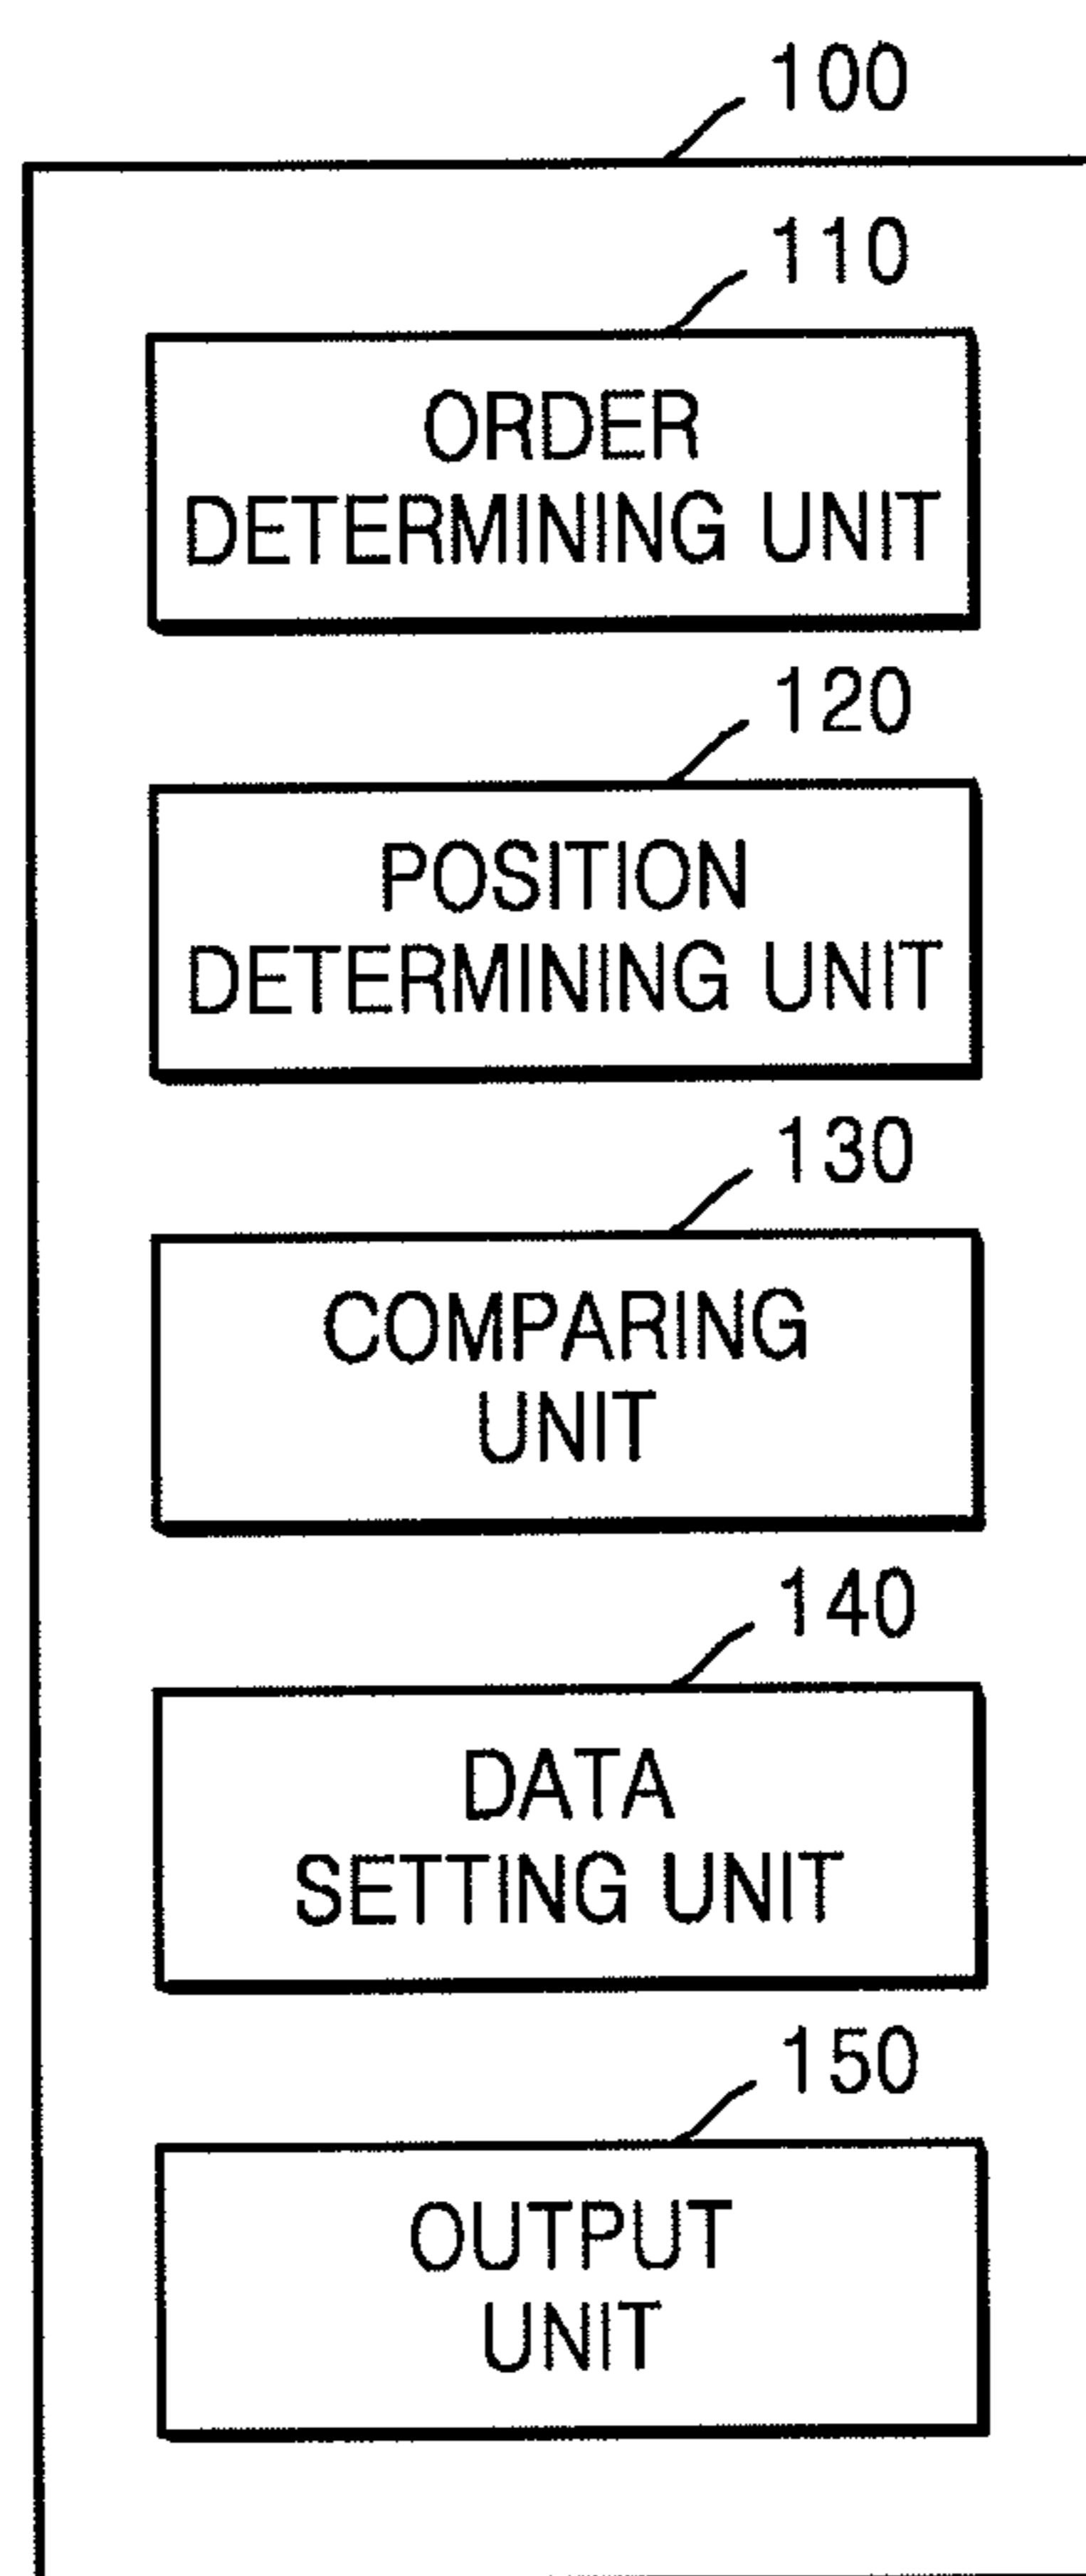 100
110
ORDER
DETERMINING UNIT
120
POSITION
DETERMINING UNIT
130
COMPARING
UNIT
140
DATA
SETTING UNIT
150
OUTPUT
UNIT